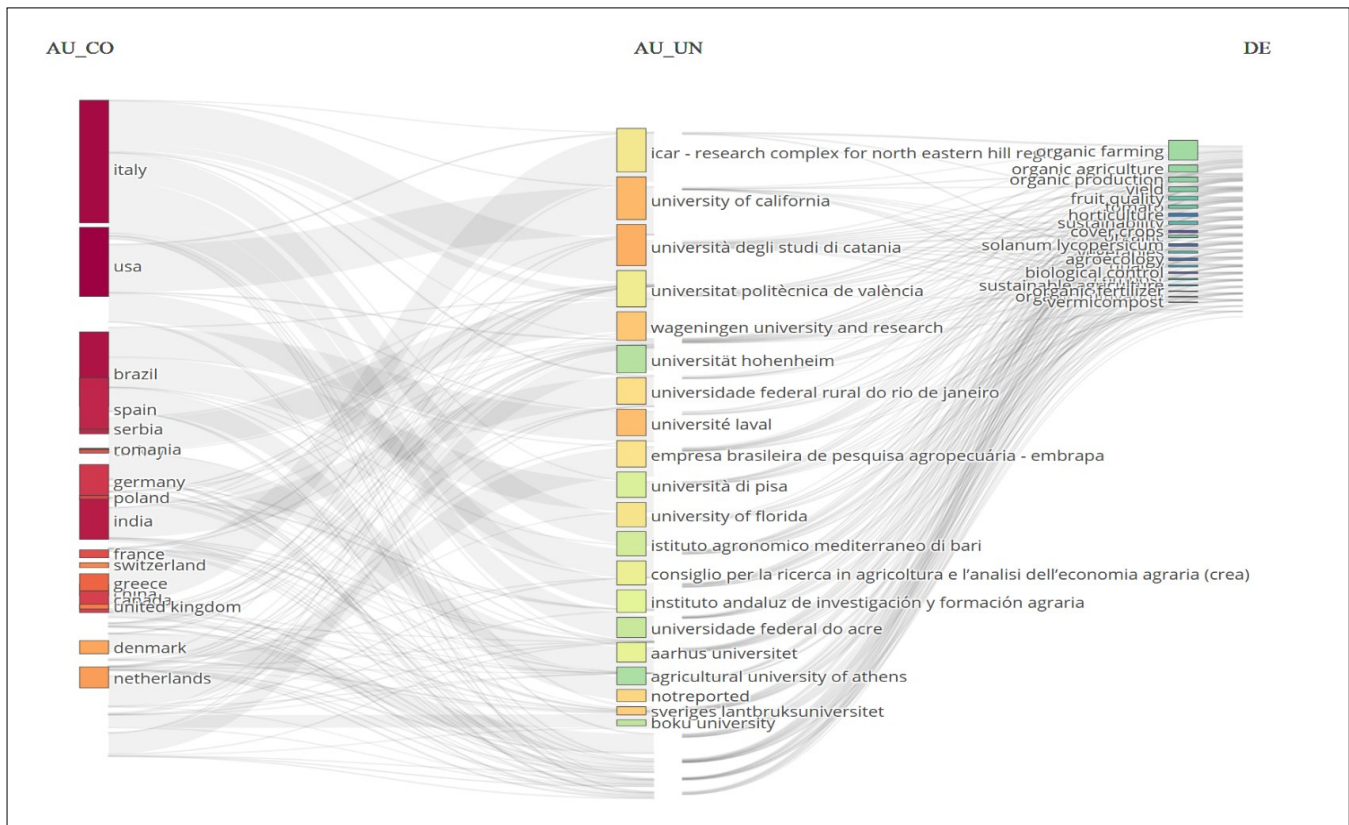 AU_CO
AU_UN
DE
italy
usa
brazil
spain
serbia
romania
germany
poland
india
france
switzerland
greece
china
canada
united kingdom
denmark
netherlands
icar - research complex for north eastern hill
university of california
università degli studi di catania
universitat politècnica de valència
wageningen university and research
universität hohenheim
universidade federal rural do rio de janeiro
université laval
empresa brasileira de pesquisa agropecuária - embrapa
università di pisa
university of florida
istituto agronomico mediterraneo di bari
consiglio per la ricerca in agricoltura e l'analisi dell'economia agraria (crea)
instituto andaluz de investigación y formación agraria
universidade federal do acre
aarhus universitet
agricultural university of athens
notreported
sveriges lantbruksuniversitet
boku university
organic farming
organic agriculture
organic production
yield
fruit quality
tomato
horticulture
sustainability
cover crops
solanum lycopersicum
agroecology
biological control
sustainable agriculture
organic fertilizer
vermicompost